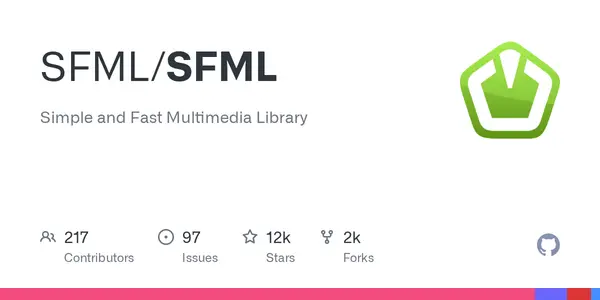 SFML/SFML
Simple and Fast Multimedia Library
217 97 12k 2k
Contributors Issues Stars Forks